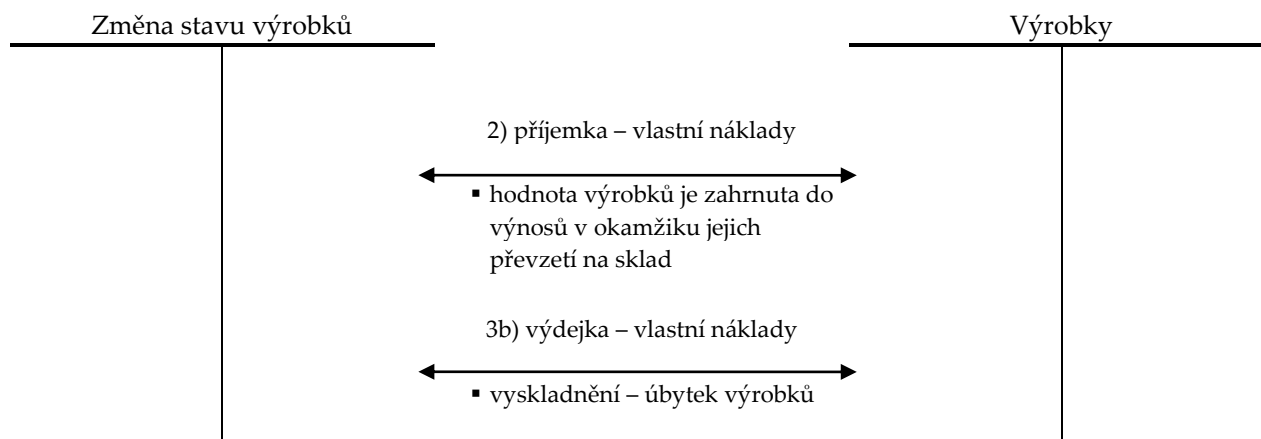 Změna stavu výrobků
Výrobky
2) příjemka – vlastní náklady
▪ hodnota výrobků je zahrnuta do
výnosů v okamžiku jejich
převzetí na sklad
3b) výdejka – vlastní náklady
▪ vyskladnění – úbytek výrobků